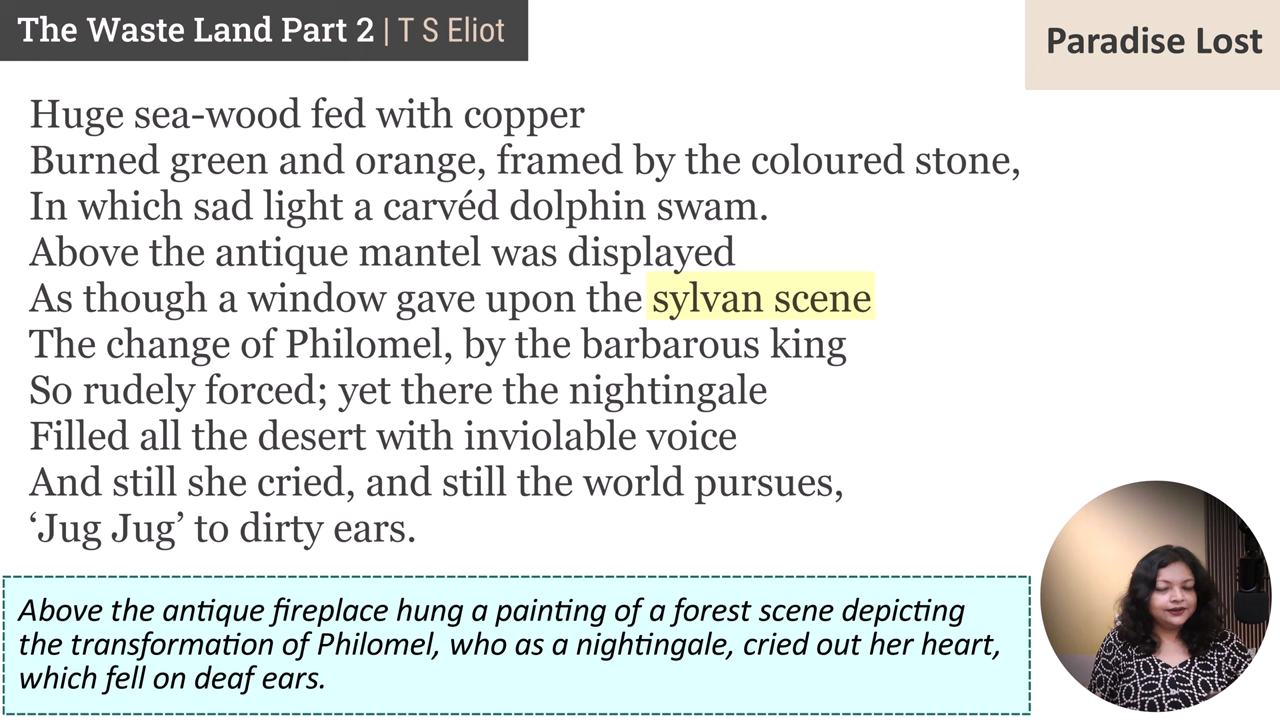 The Waste Land Part 2 | T S Eliot
Paradise Lost
Huge sea-wood fed with copper
Burned green and orange, framed by the coloured stone,
In which sad light a carvéd dolphin swam.
Above the antique mantel was displayed
As though a window gave upon the sylvan scene
The change of Philomel, by the barbarous king
So rudely forced; yet there the nightingale
Filled all the desert with inviolable voice
And still she cried, and still the world pursues,
‘Jug Jug’ to dirty ears.
Above the antique fireplace hung a painting of a forest scene depicting
the transformation of Philomel, who as a nightingale, cried out her heart,
which fell on deaf ears.